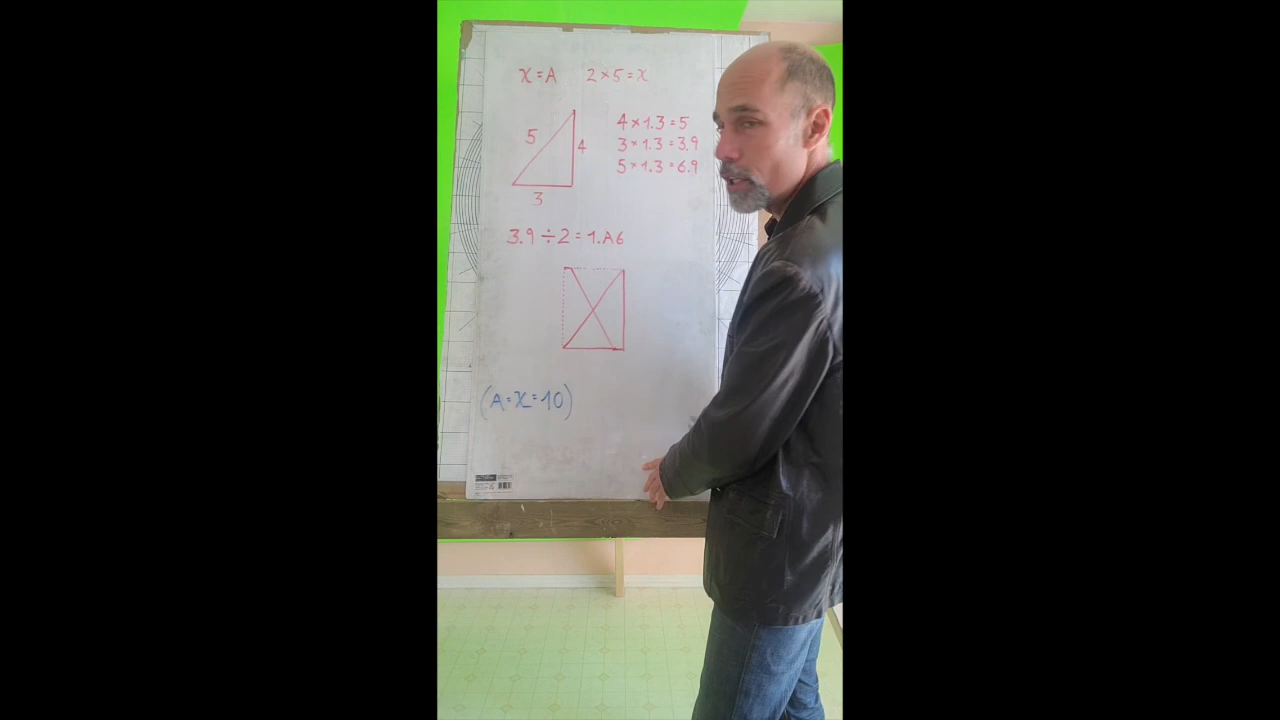 X=A 2×5=X
4×1.3=5
5
4
3×1.3=3.9
5×1.3=6.9
3
3.9÷2=1.A6
(A=X=10)